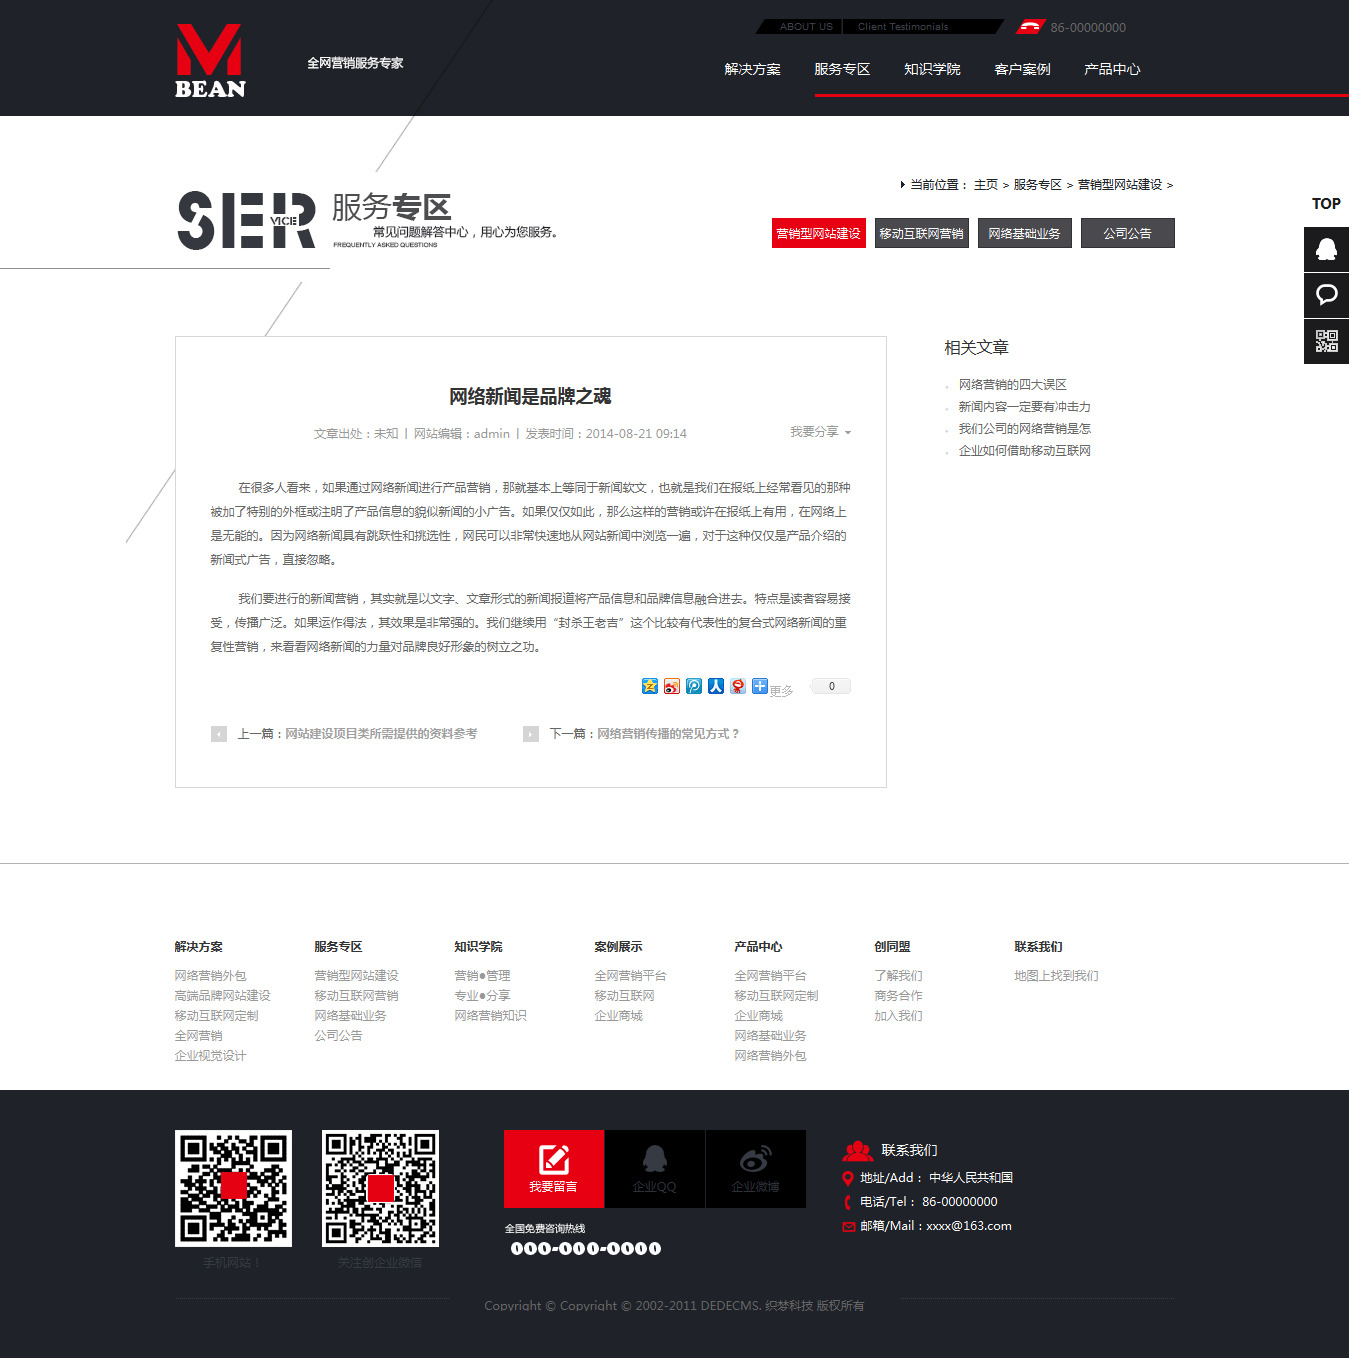 ABOUT US
Client Testimonials
86-00000000
BEAN
全网营销服务专家
解决方案
服务专区
知识学院
客户案例
产品中心
当前位置： 主页 > 服务专区 > 营销型网站建设 >
TOP
SER
VICE
服务专区
常见问题解答中心，用心为您服务。
FREQUENTLY ASKED QUESTIONS
营销型网站建设
移动互联网营销
网络基础业务
公司公告
网络新闻是品牌之魂
文章出处：未知 | 网站编辑：admin | 发表时间：2014-08-21 09:14
我要分享
在很多人看来，如果通过网络新闻进行产品营销，那就基本上等同于新闻软文，也就是我们在报纸上经常看见的那种
被加了特别的外框或注明了产品信息的貌似新闻的小广告。如果仅仅如此，那么这样的营销或许在报纸上有用，在网络上
是无能的。因为网络新闻具有跳跃性和挑选性，网民可以非常快速地从网站新闻中浏览一遍，对于这种仅仅是产品介绍的
新闻式广告，直接忽略。
我们要进行的新闻营销，其实就是以文字、文章形式的新闻报道将产品信息和品牌信息融合进去。特点是读者容易接
受，传播广泛。如果运作得法，其效果是非常强的。我们继续用“封杀王老吉”这个比较有代表性的复合式网络新闻的重
复性营销，来看看网络新闻的力量对品牌良好形象的树立之功。
更多
0
上一篇：网站建设项目类所需提供的资料参考
下一篇：网络营销传播的常见方式？
相关文章
网络营销的四大误区
新闻内容一定要有冲击力
我们公司的网络营销是怎
企业如何借助移动互联网
解决方案
网络营销外包
高端品牌网站建设
移动互联网定制
全网营销
企业视觉设计
服务专区
营销型网站建设
移动互联网营销
网络基础业务
公司公告
知识学院
营销●管理
专业●分享
网络营销知识
案例展示
全网营销平台
移动互联网
企业商城
产品中心
全网营销平台
移动互联网定制
企业商城
网络基础业务
网络营销外包
创同盟
了解我们
商务合作
加入我们
联系我们
地图上找到我们
手机网站！
关注创企业微信
我要留言
企业QQ
企业微博
全国免费咨询热线
000-000-0000
联系我们
地址/Add： 中华人民共和国
电话/Tel： 86-00000000
邮箱/Mail：xxxx@163.com
Copyright © Copyright © 2002-2011 DEDECMS. 织梦科技 版权所有